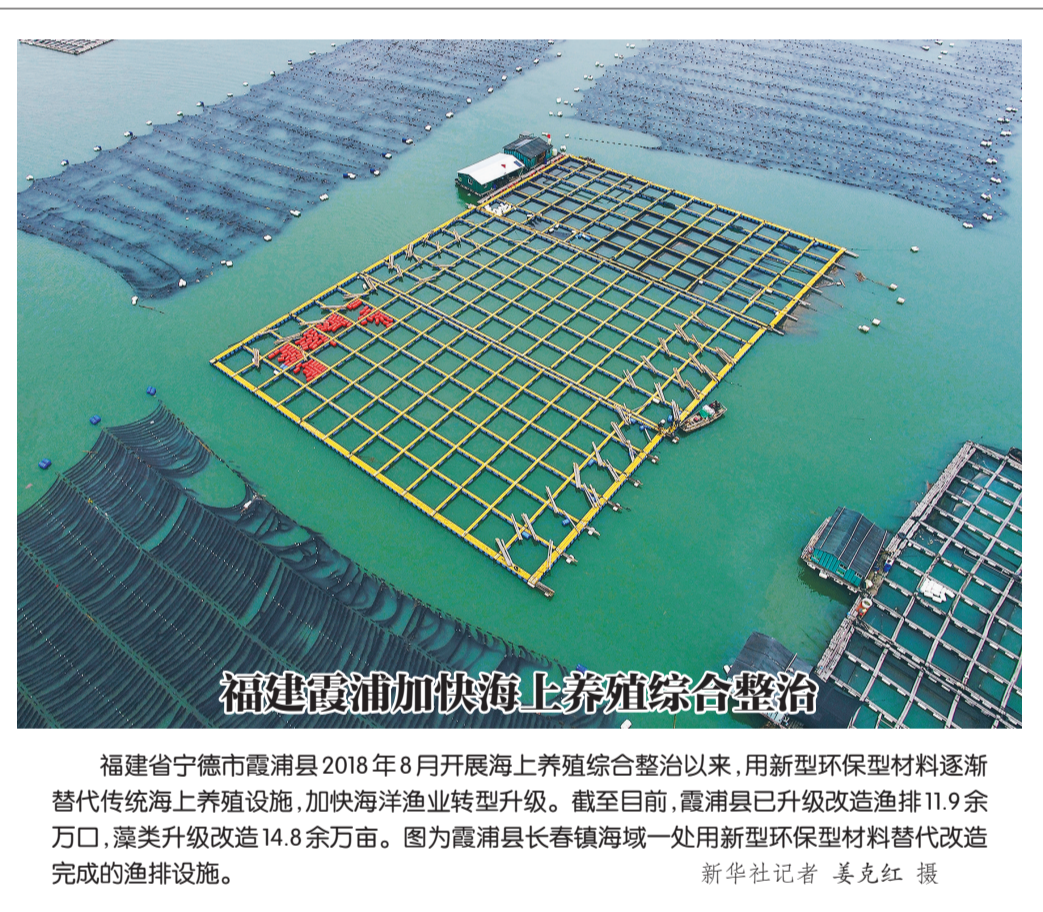 福建霞浦加快海上养殖综合整治
福建省宁德市霞浦县2018年8月开展海上养殖综合整治以来,用新型环保型材料逐渐
替代传统海上养殖设施,加快海洋渔业转型升级。截至目前,霞浦县已升级改造渔排11.9余
万口,藻类升级改造14.8余万亩。图为霞浦县长春镇海域一处用新型环保型材料替代改造
完成的渔排设施。 新华社记者 姜克红 摄